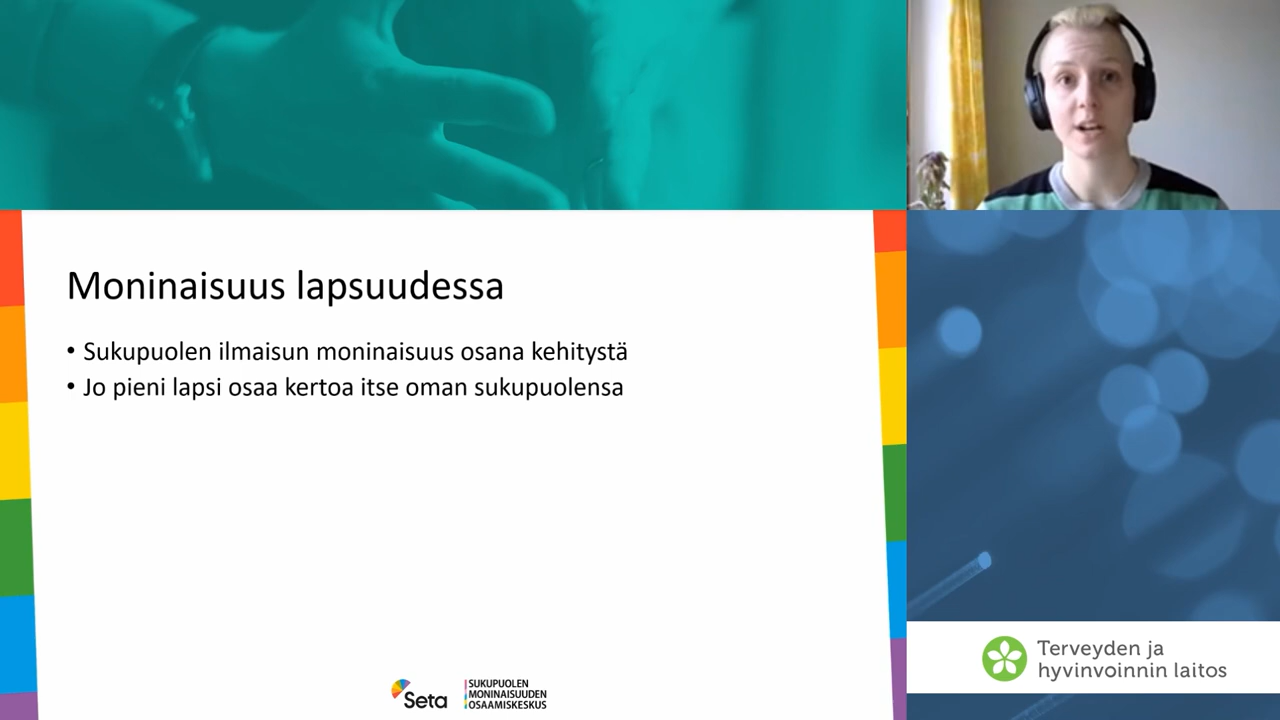 Moninaisuus lapsuudessa
• Sukupuolen ilmaisun moninaisuus osana kehitystä
• Jo pieni lapsi osaa kertoa itse oman sukupuolensa
Seta
SUKUPUOLEN
MONINAISUUDEN
OSAAMISKESKUS
Terveyden ja
hyvinvoinnin laitos